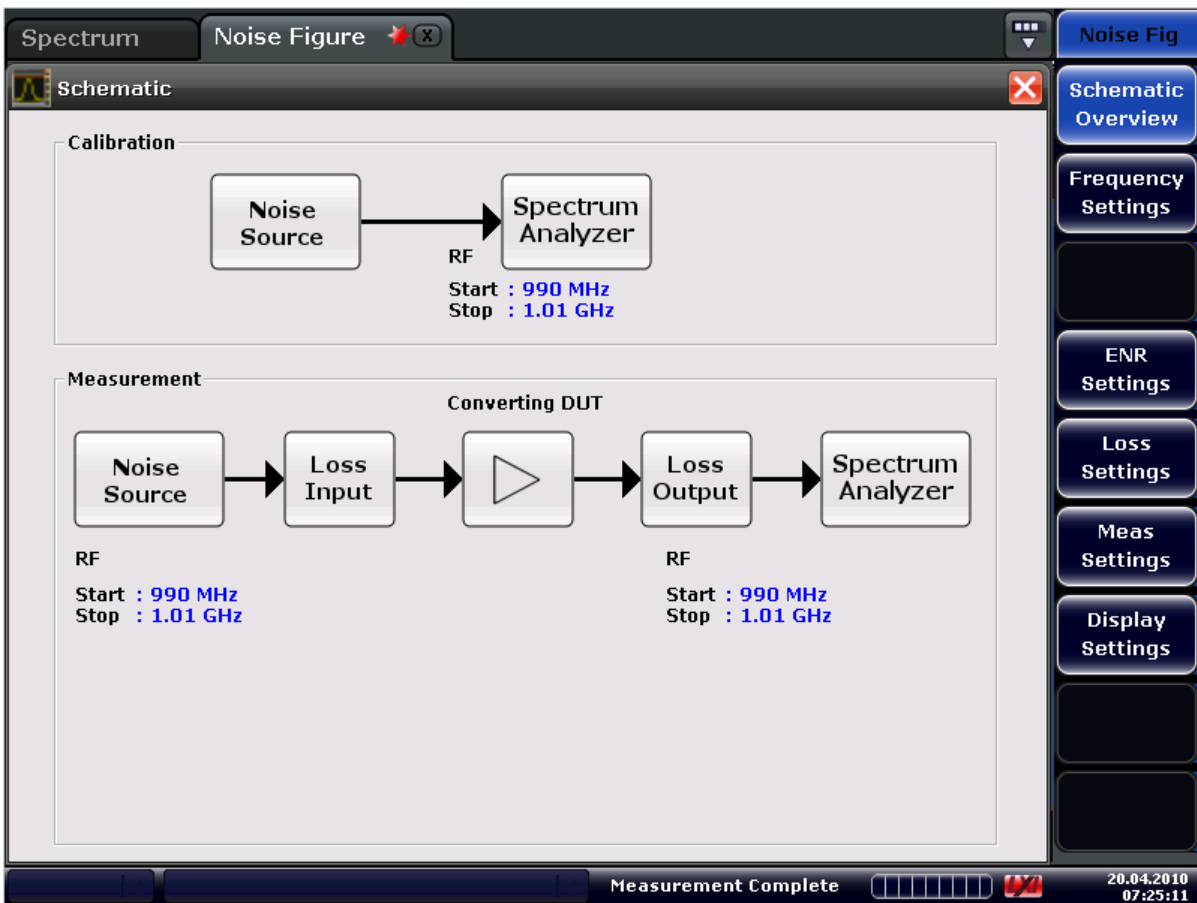 Spectrum
Noise Figure
X
Noise Fig
Schematic
Schematic
Overview
Calibration
Noise
Source
Spectrum
Analyzer
RF
Start : 990 MHz
Stop : 1.01 GHz
Frequency
Settings
Measurement
Converting DUT
Noise
Source
Loss
Input
Loss
Output
Spectrum
Analyzer
RF
Start : 990 MHz
Stop : 1.01 GHz
RF
Start : 990 MHz
Stop : 1.01 GHz
ENR
Settings
Loss
Settings
Meas
Settings
Display
Settings
Measurement Complete
20.04.2010
07:25:11